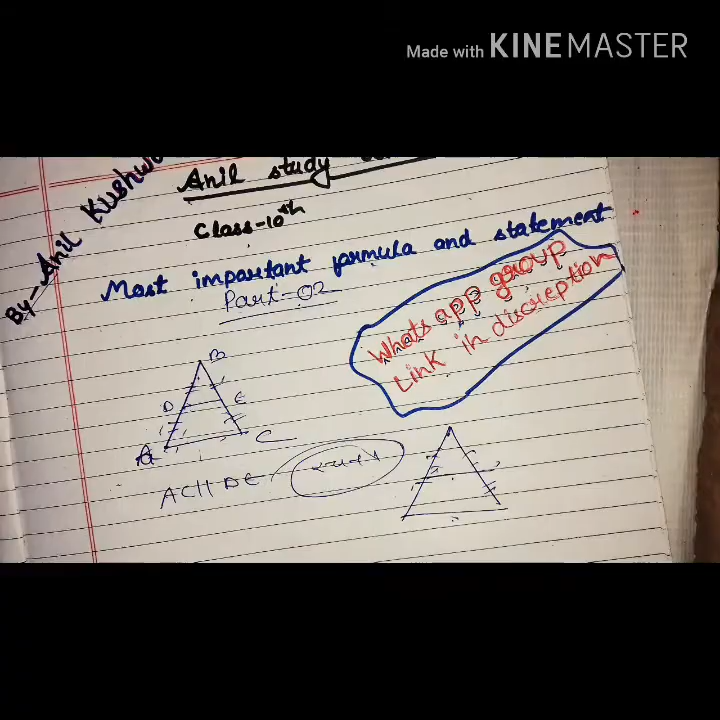 Made with KINEMASTER
By-Anil
Anil study
Class-10th
Most important formula and statement
Part-02
Whats app group
Link in discreption
B
D
E
A
C
AC || DE